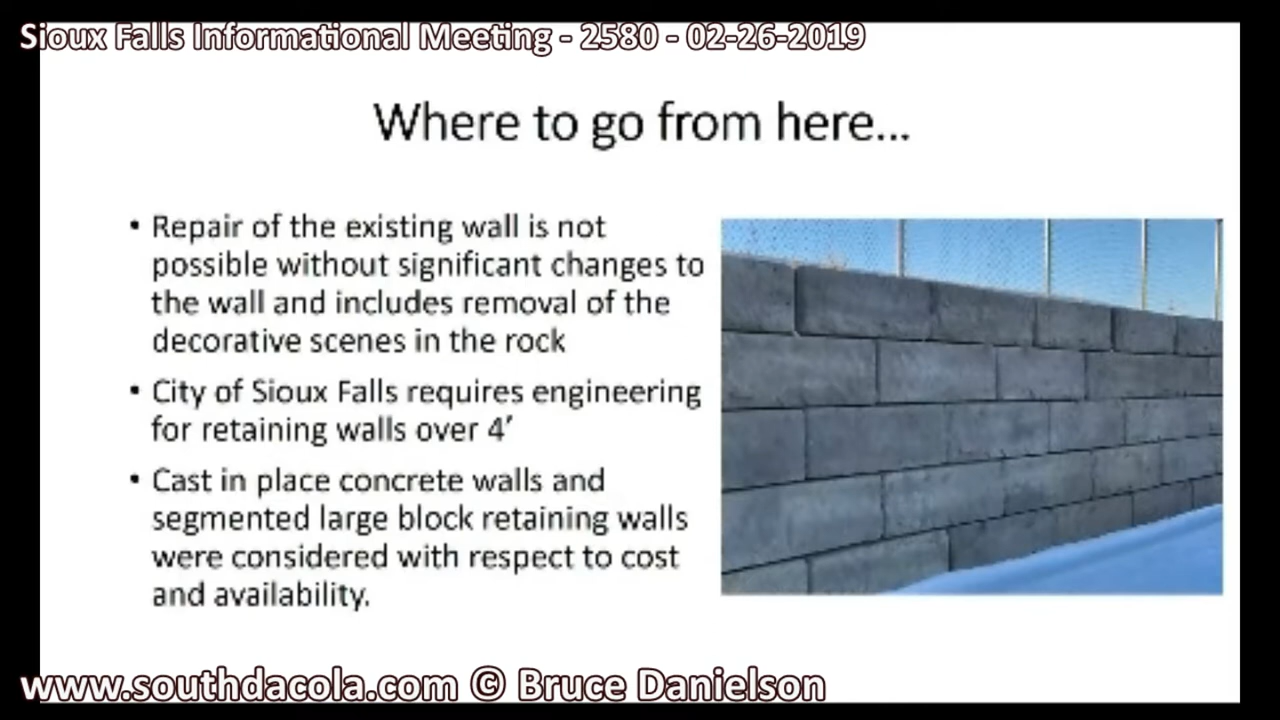 Sioux Falls Informational Meeting - 2580 - 02-26-2019
Where to go from here...
• Repair of the existing wall is not
possible without significant changes to
the wall and includes removal of the
decorative scenes in the rock
• City of Sioux Falls requires engineering
for retaining walls over 4’
• Cast in place concrete walls and
segmented large block retaining walls
were considered with respect to cost
and availability.
www.southdacola.com © Bruce Danielson